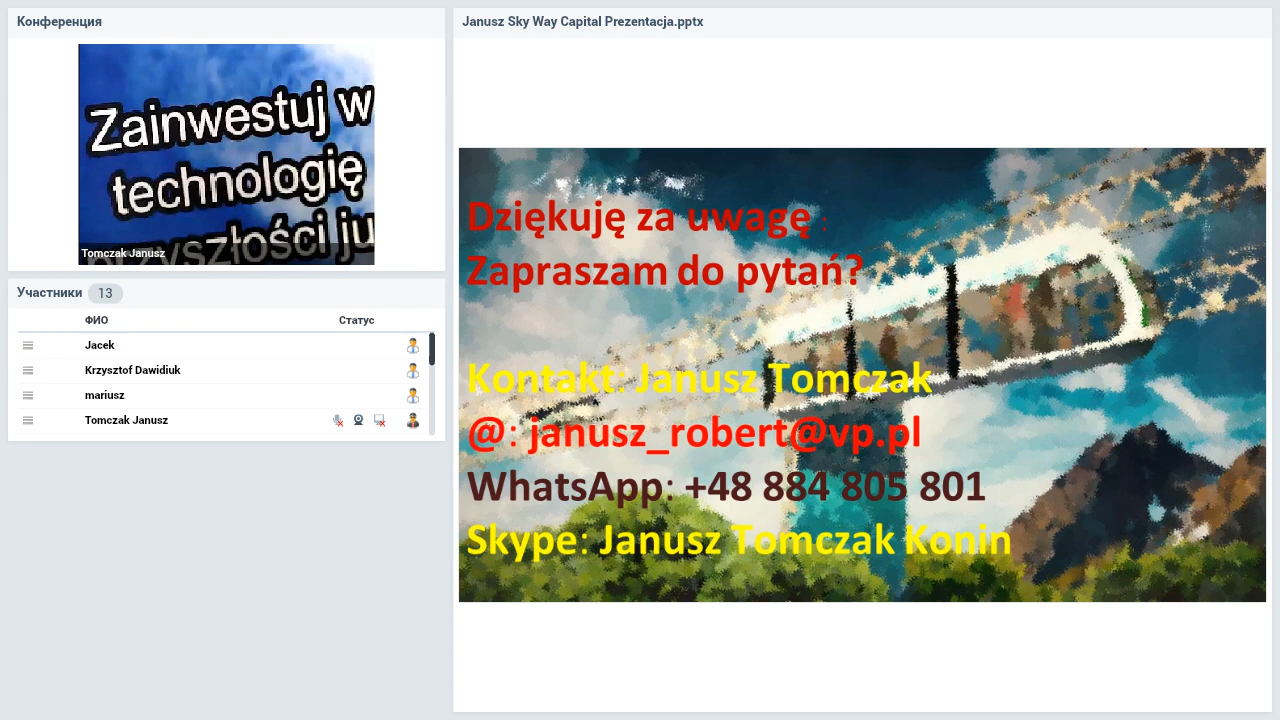 Конференция
Zainwestuj w
technologię
przyszłości ju
Tomczak Janusz
Участники 13
ФИО Статус
Jacek
Krzysztof Dawidiuk
mariusz
Tomczak Janusz
Janusz Sky Way Capital Prezentacja.pptx
Dziękuję za uwagę :
Zapraszam do pytań?
Kontakt: Janusz Tomczak
@: janusz_robert@vp.pl
WhatsApp: +48 884 805 801
Skype: Janusz Tomczak Konin